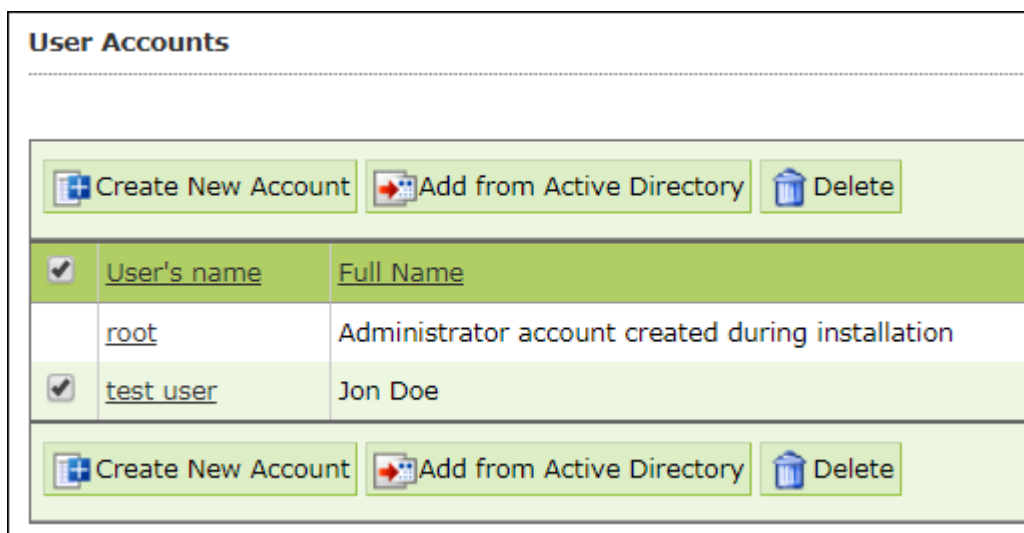 User Accounts
Create New Account Add from Active Directory Delete
User's name Full Name
root Administrator account created during installation
test user Jon Doe
Create New Account Add from Active Directory Delete